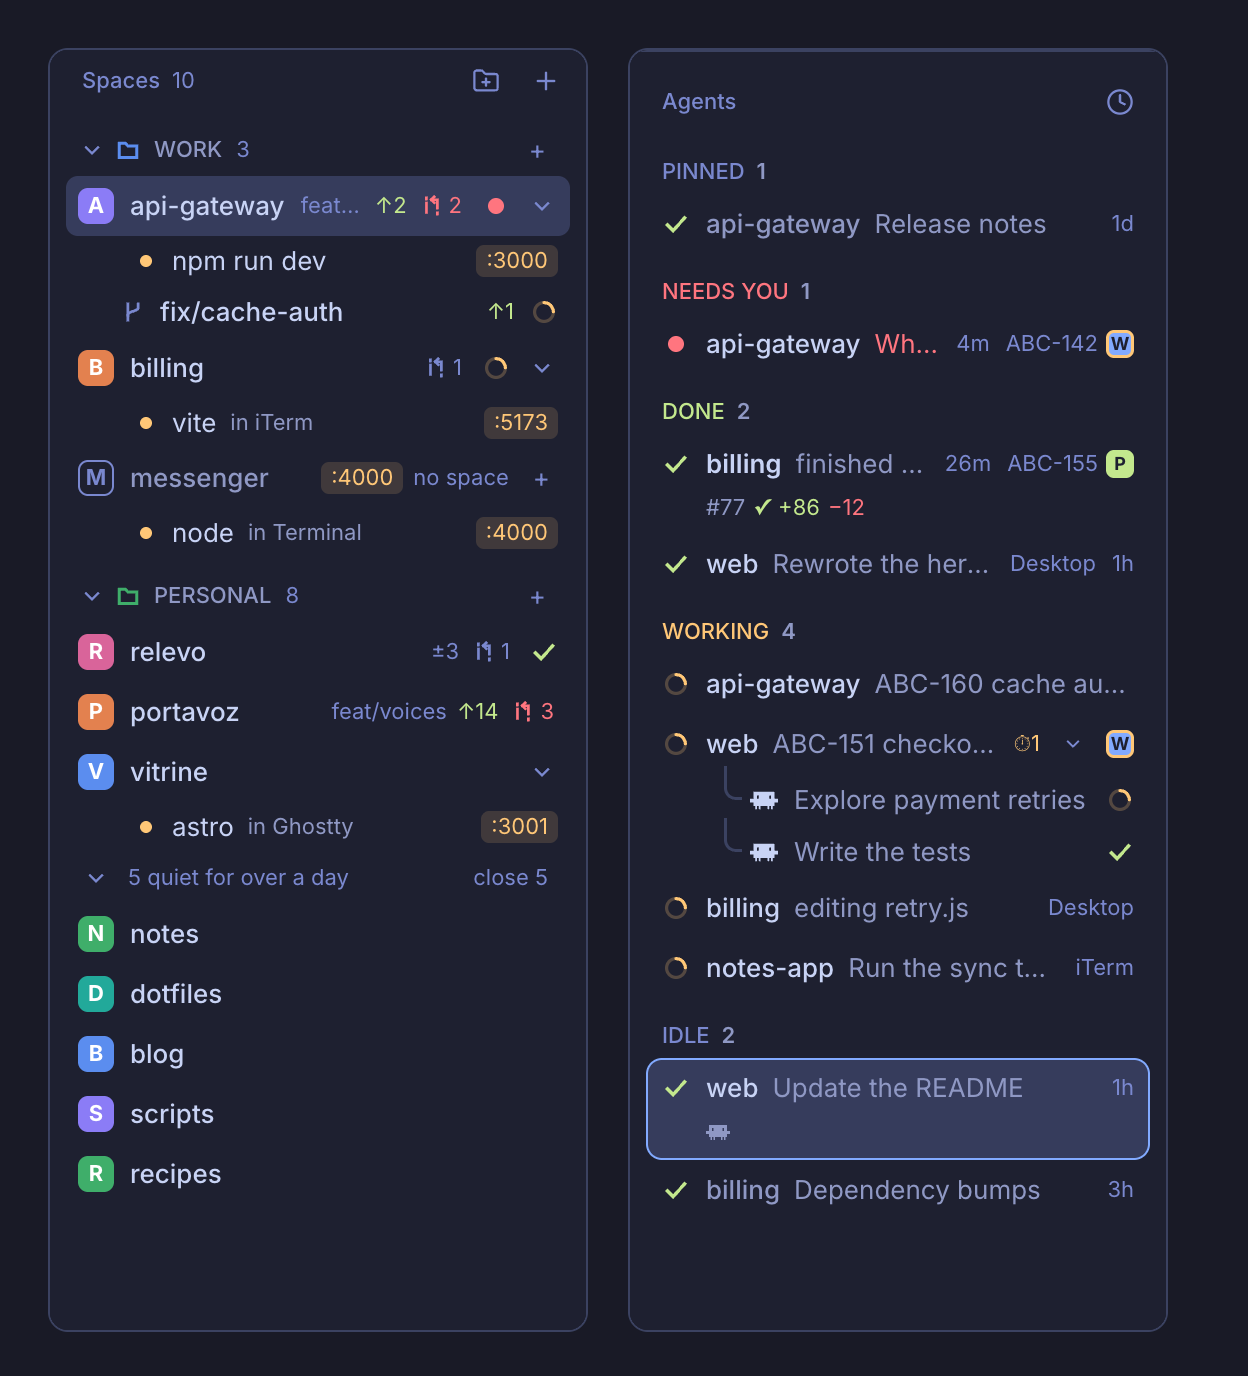 Spaces 10
WORK 3 +
A api-gateway feat... ↑2 2
npm run dev :3000
fix/cache-auth ↑1
B billing 1
vite in iTerm :5173
M messenger :4000 no space +
node in Terminal :4000
PERSONAL 8 +
R relevo ±3 1
P portavoz feat/voices ↑14 3
V vitrine
astro in Ghostty :3001
5 quiet for over a day close 5
N notes
D dotfiles
B blog
S scripts
R recipes
Agents
PINNED 1
api-gateway Release notes 1d
NEEDS YOU 1
api-gateway Wh... 4m ABC-142 W
DONE 2
billing finished ... 26m ABC-155 P
#77 ✓ +86 −12
web Rewrote the her... Desktop 1h
WORKING 4
api-gateway ABC-160 cache au...
web ABC-151 checko... ⏱1 W
Explore payment retries
Write the tests
billing editing retry.js Desktop
notes-app Run the sync t... iTerm
IDLE 2
web Update the README 1h
billing Dependency bumps 3h